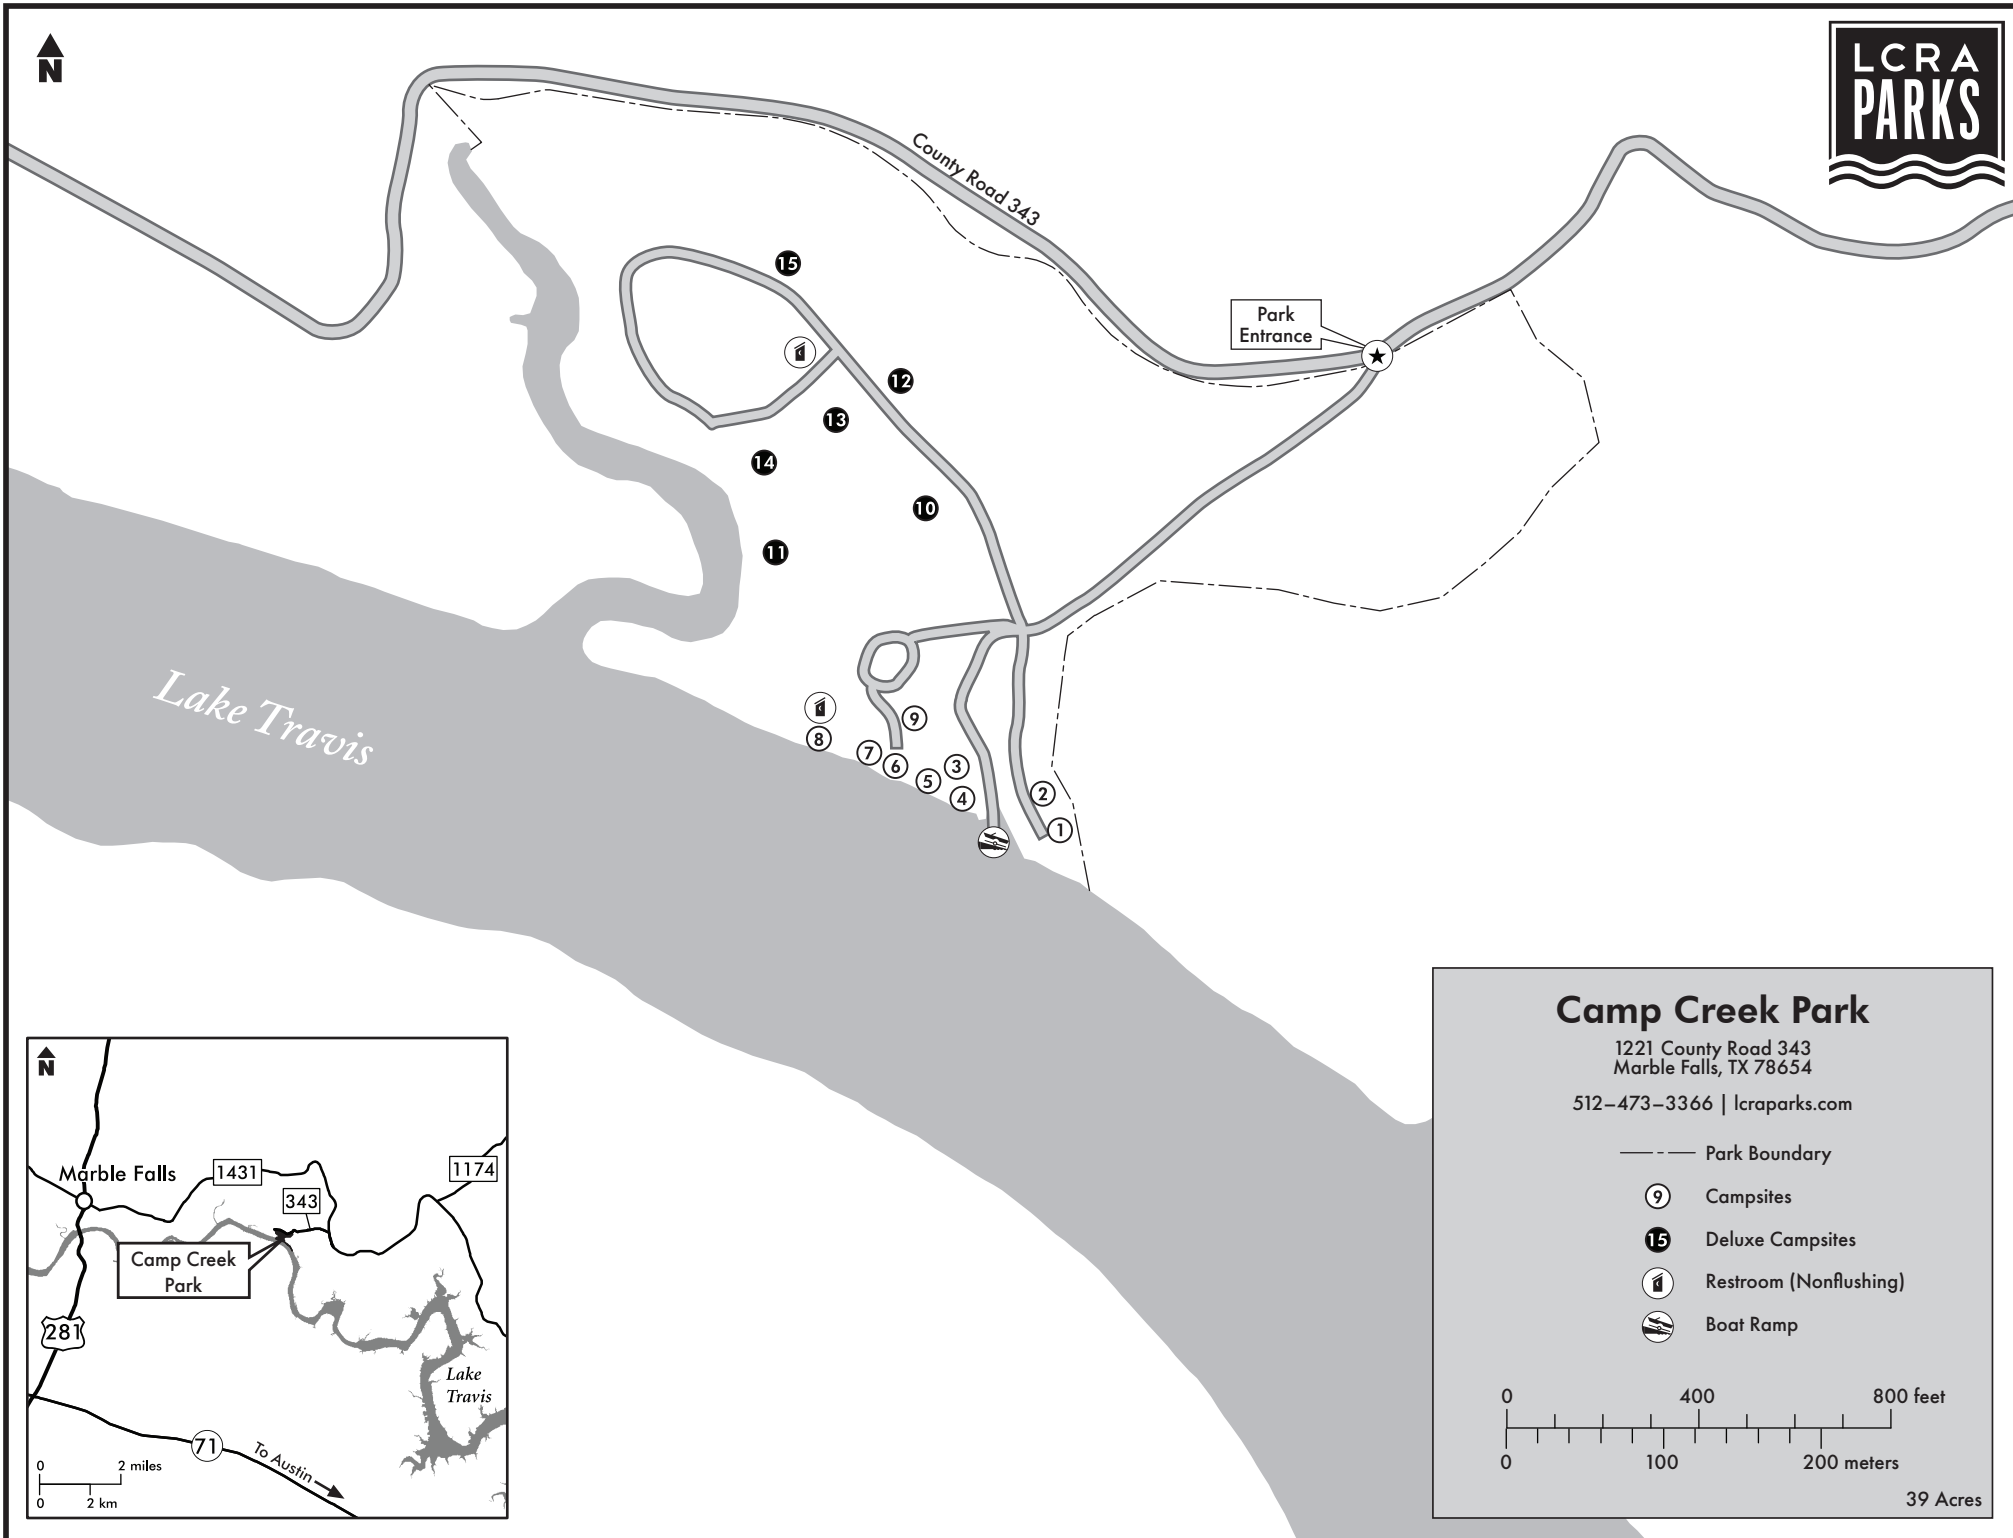 N
LCRA
PARKS
County Road 343
Park
Entrance
15
12
13
14
10
11
9
8
7
6
5
3
4
2
1
Lake Travis
N
Marble Falls
1431
1174
343
Camp Creek
Park
281
Lake
Travis
71
To Austin
0 2 miles
0 2 km
Camp Creek Park
1221 County Road 343
Marble Falls, TX 78654
512–473–3366 | lcraparks.com
Park Boundary
9 Campsites
15 Deluxe Campsites
Restroom (Nonflushing)
Boat Ramp
0 400 800 feet
0 100 200 meters
39 Acres